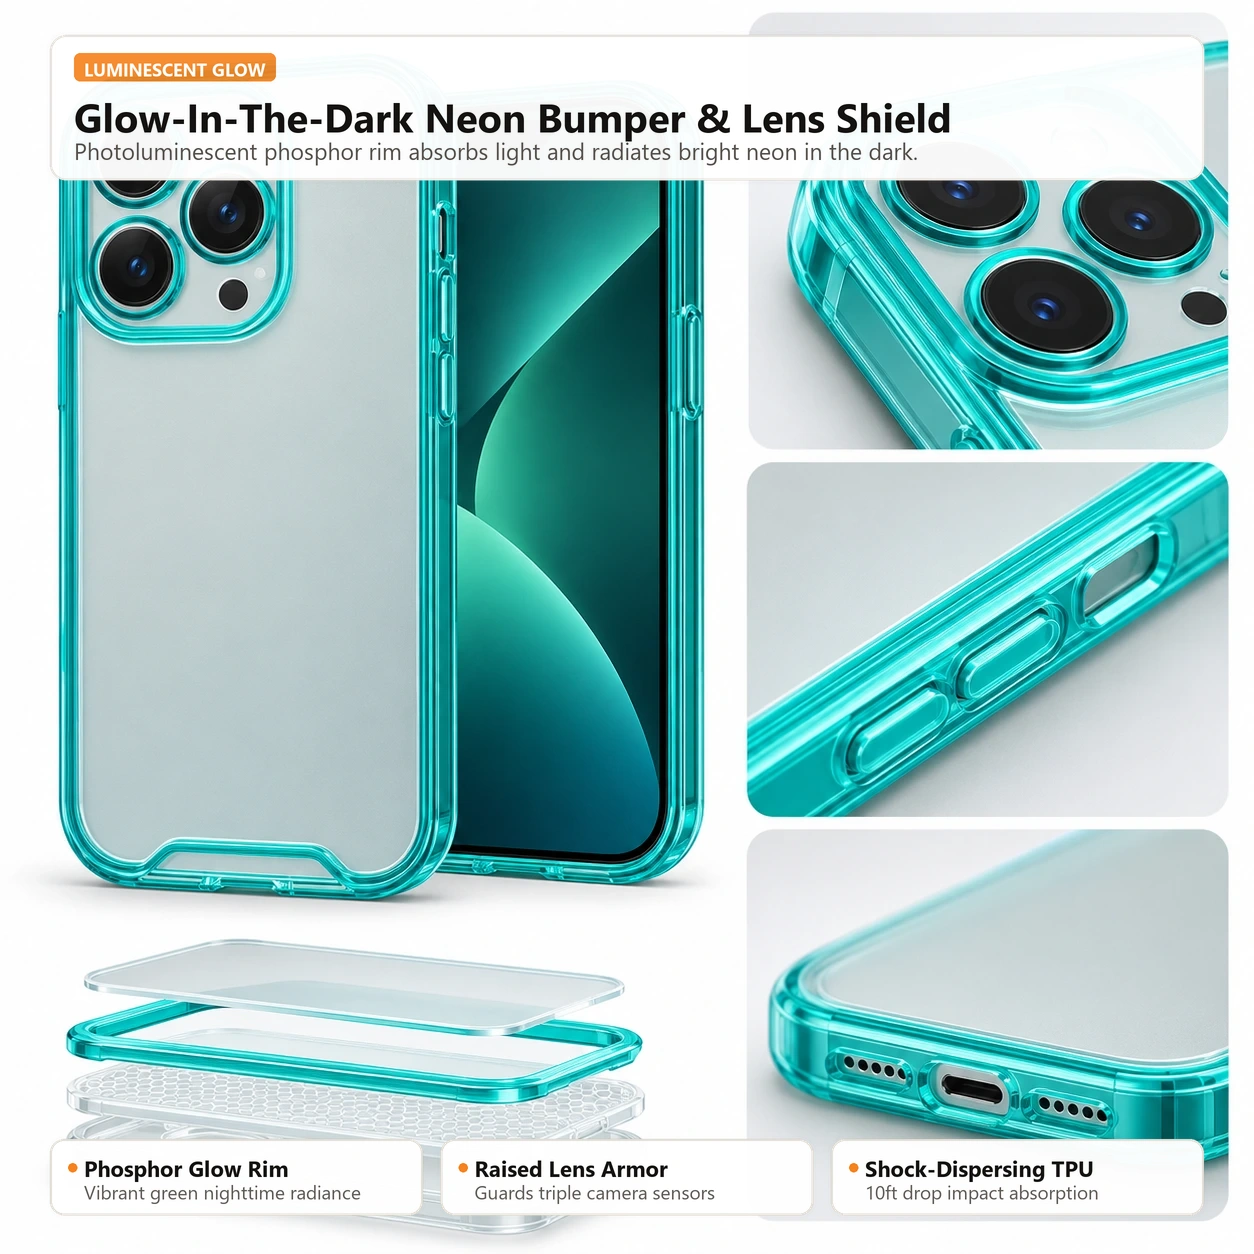 LUMINESCENT GLOW
Glow-In-The-Dark Neon Bumper & Lens Shield
Photoluminescent phosphor rim absorbs light and radiates bright neon in the dark.
Phosphor Glow Rim
Vibrant green nighttime radiance
Raised Lens Armor
Guards triple camera sensors
Shock-Dispersing TPU
10ft drop impact absorption